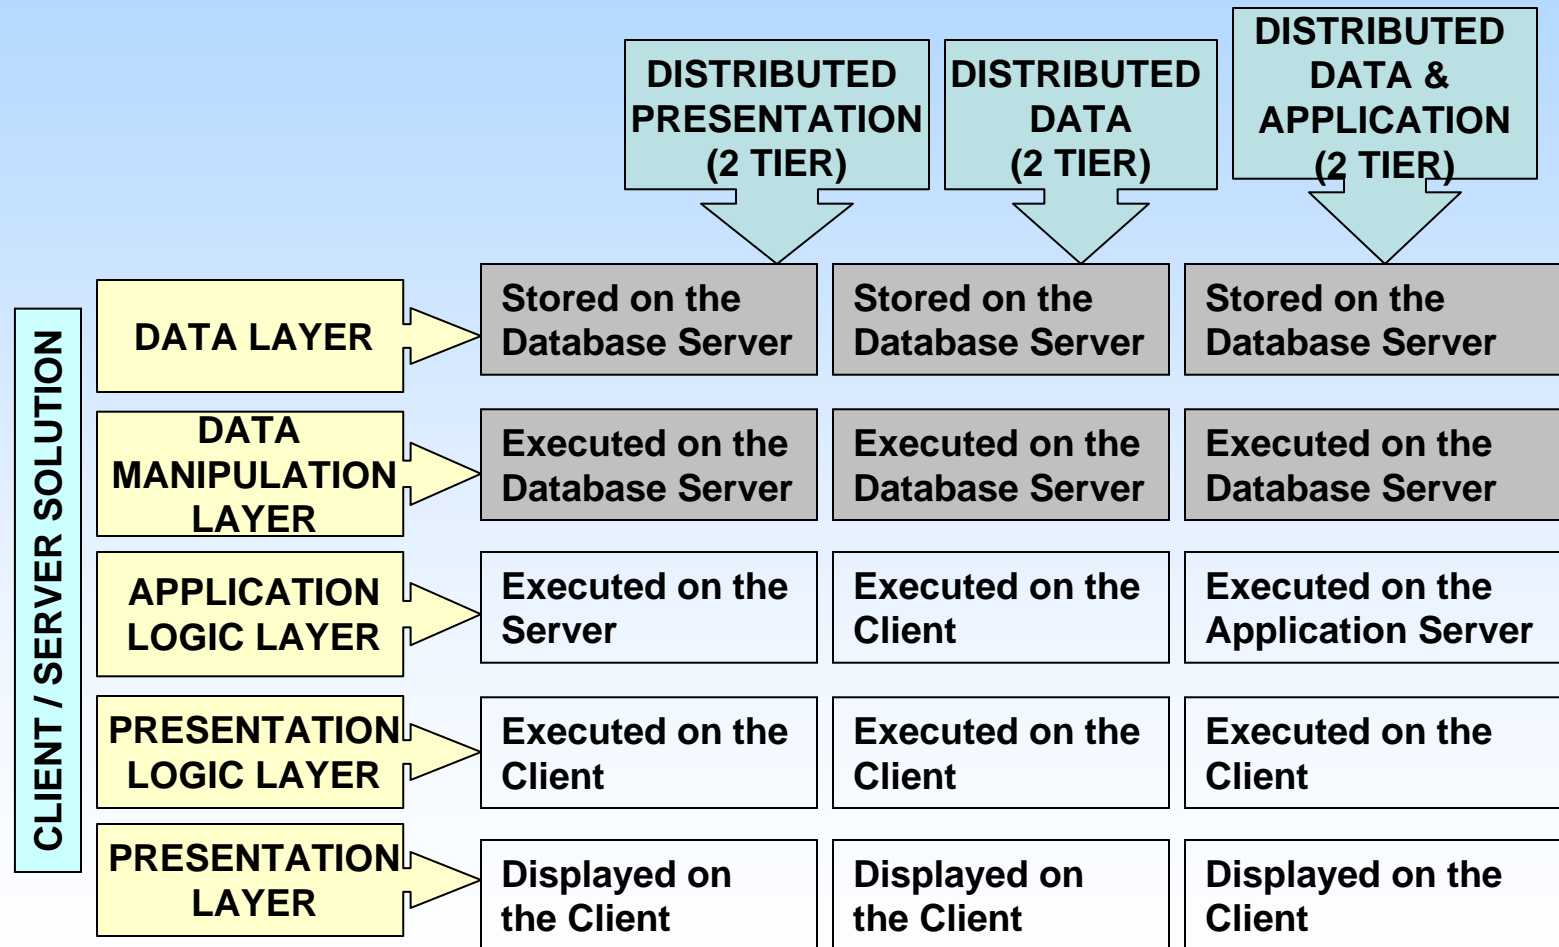 DISTRIBUTED
PRESENTATION
(2 TIER)
DISTRIBUTED
DATA
(2 TIER)
DISTRIBUTED
DATA &
APPLICATION
(2 TIER)
CLIENT / SERVER SOLUTION
DATA LAYER
Stored on the
Database Server
Stored on the
Database Server
Stored on the
Database Server
DATA
MANIPULATION
LAYER
Executed on the
Database Server
Executed on the
Database Server
Executed on the
Database Server
APPLICATION
LOGIC LAYER
Executed on the
Server
Executed on the
Client
Executed on the
Application Server
PRESENTATION
LOGIC LAYER
Executed on the
Client
Executed on the
Client
Executed on the
Client
PRESENTATION
LAYER
Displayed on
the Client
Displayed on
the Client
Displayed on the
Client